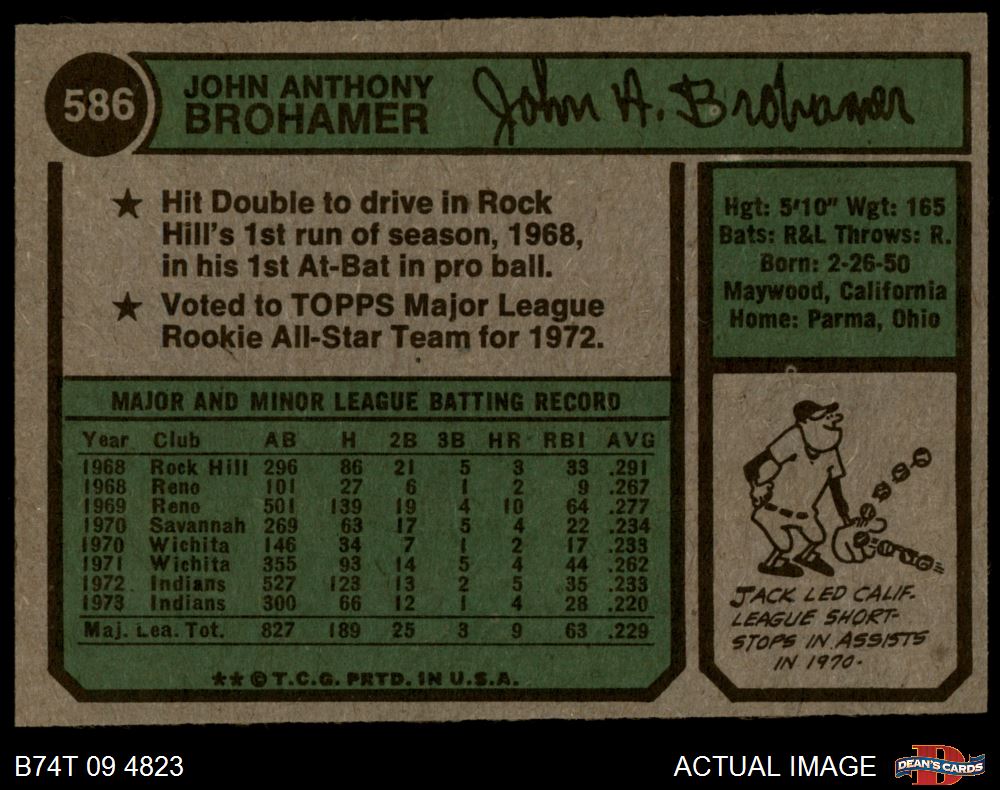 586
JOHN ANTHONY
BROHAMER
John A. Brohamer
★ Hit Double to drive in Rock
Hill's 1st run of season, 1968,
in his 1st At-Bat in pro ball.
★ Voted to TOPPS Major League
Rookie All-Star Team for 1972.
Hgt: 5'10" Wgt: 165
Bats: R&L Throws: R.
Born: 2-26-50
Maywood, California
Home: Parma, Ohio
MAJOR AND MINOR LEAGUE BATTING RECORD
Year Club AB H 2B 3B HR RBI AVG
1968 Rock Hill 296 86 21 5 3 33 .291
1968 Reno 101 27 6 1 2 9 .267
1969 Reno 501 139 19 4 10 64 .277
1970 Savannah 269 63 17 5 4 22 .234
1970 Wichita 146 34 7 1 2 17 .233
1971 Wichita 355 93 14 5 4 44 .262
1972 Indians 527 123 13 2 5 35 .233
1973 Indians 300 66 12 1 4 28 .220
Maj. Lea. Tot. 827 189 25 3 9 63 .229
★★ © T.C.G. PRTD. IN U.S.A.
JACK LED CALIF.
LEAGUE SHORT-
STOPS IN ASSISTS
IN 1970.
B74T 09 4823
ACTUAL IMAGE
DEAN'S CARDS